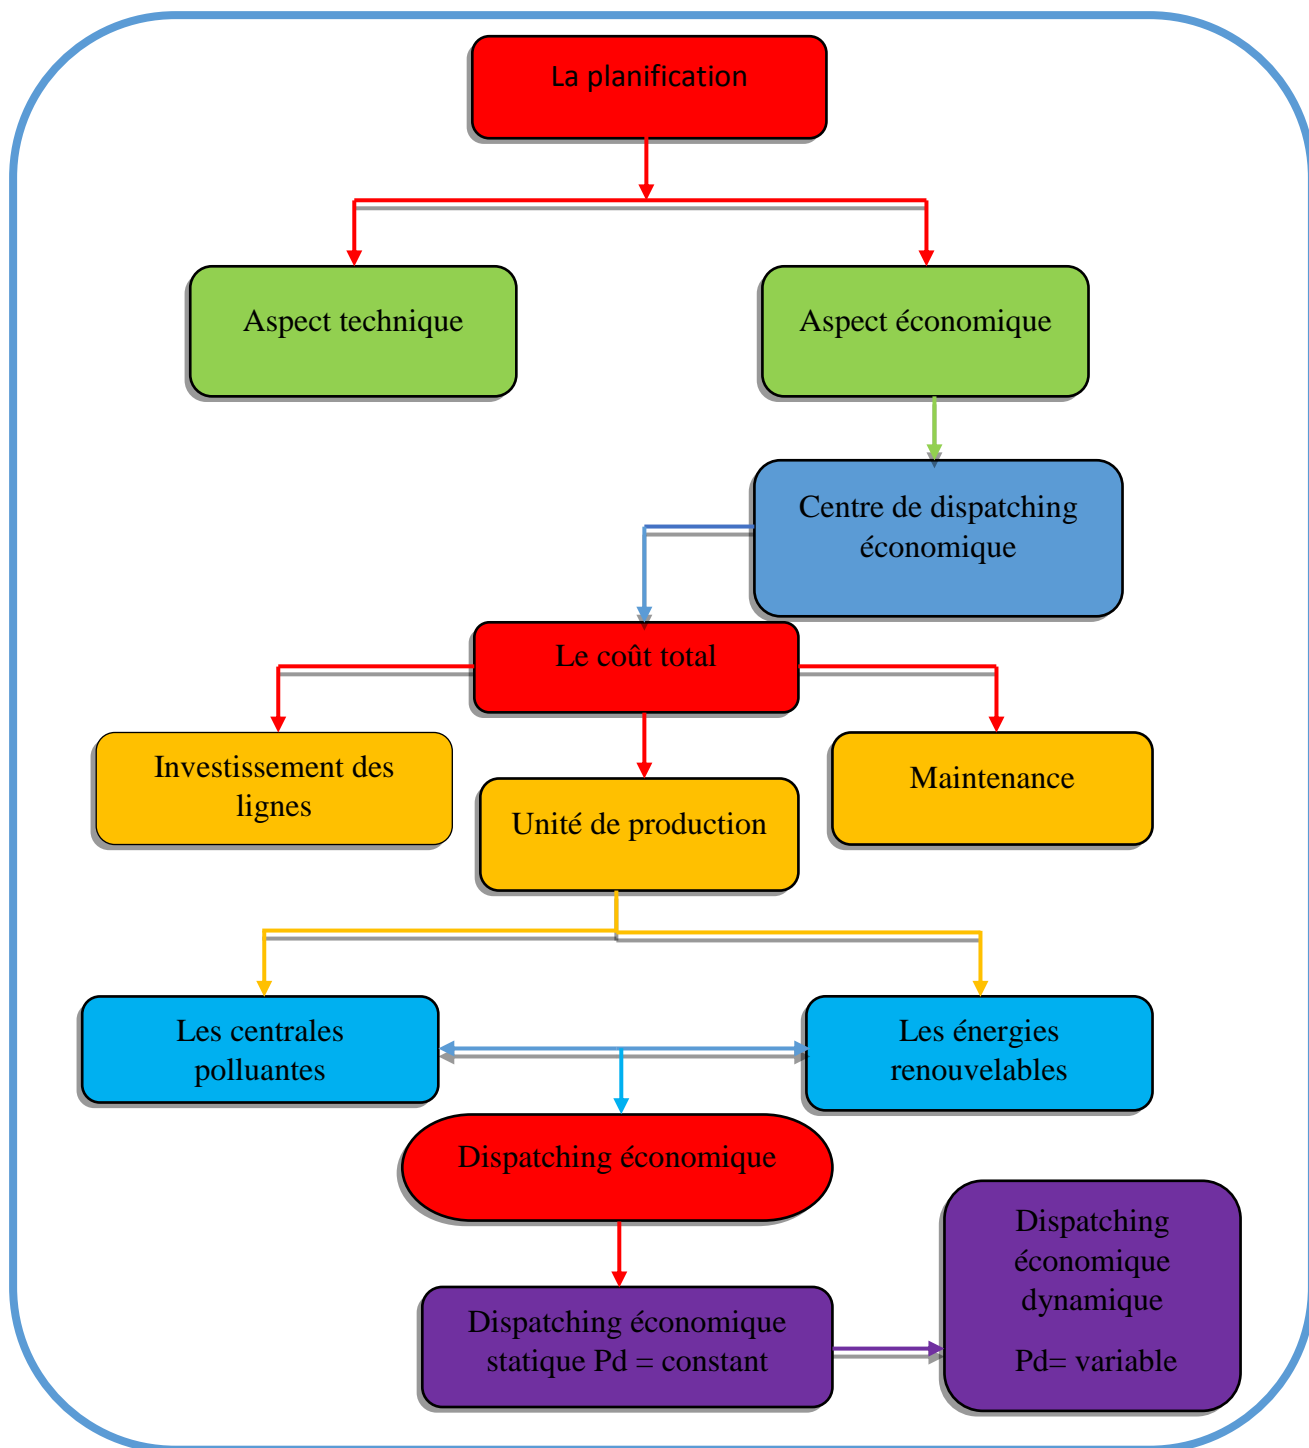 La planification
Aspect technique
Aspect économique
Centre de dispatching
économique
Le coût total
Investissement des
lignes
Unité de production
Maintenance
Les centrales
polluantes
Les énergies
renouvelables
Dispatching économique
Dispatching économique
statique Pd = constant
Dispatching
économique
dynamique
Pd= variable